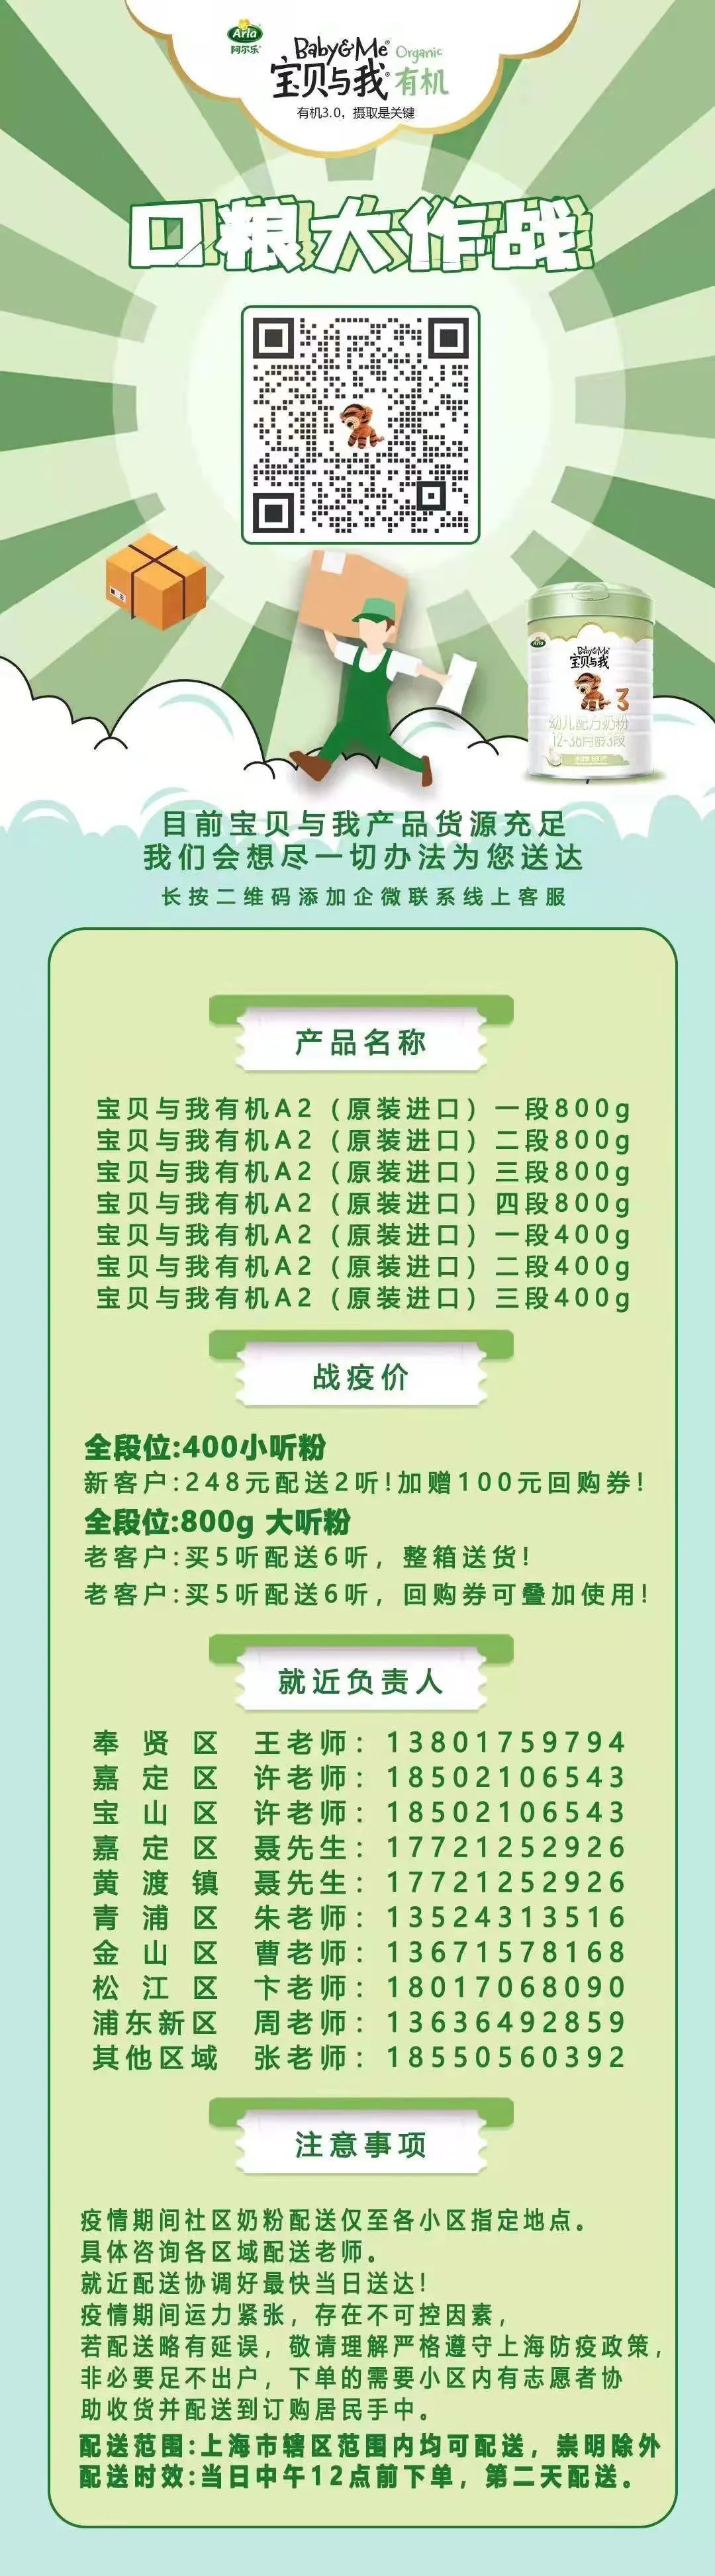 Arla
阿尔乐
Baby&Me Organic
宝贝与我 有机
有机3.0，摄取是关键
口粮大作战
Arla
Baby&Me
宝贝与我
3
幼儿配方奶粉
12-36月龄3段
目前宝贝与我产品货源充足
我们会想尽一切办法为您送达
长按二维码添加企微联系线上客服
产品名称
宝贝与我有机A2（原装进口）一段800g
宝贝与我有机A2（原装进口）二段800g
宝贝与我有机A2（原装进口）三段800g
宝贝与我有机A2（原装进口）四段800g
宝贝与我有机A2（原装进口）一段400g
宝贝与我有机A2（原装进口）二段400g
宝贝与我有机A2（原装进口）三段400g
战疫价
全段位:400小听粉
新客户:248元配送2听!加赠100元回购券!
全段位:800g 大听粉
老客户:买5听配送6听，整箱送货!
老客户:买5听配送6听，回购券可叠加使用!
就近负责人
奉贤区 王老师：13801759794
嘉定区 许老师：18502106543
宝山区 许老师：18502106543
嘉定区 聂先生：17721252926
黄渡镇 聂先生：17721252926
青浦区 朱老师：13524313516
金山区 曹老师：13671578168
松江区 卞老师：18017068090
浦东新区 周老师：13636492859
其他区域 张老师：18550560392
注意事项
疫情期间社区奶粉配送仅至各小区指定地点。
具体咨询各区域配送老师。
就近配送协调好最快当日送达!
疫情期间运力紧张，存在不可控因素，
若配送略有延误，敬请理解严格遵守上海防疫政策，
非必要足不出户，下单的需要小区内有志愿者协
助收货并配送到订购居民手中。
配送范围:上海市辖区范围内均可配送，崇明除外
配送时效:当日中午12点前下单，第二天配送。